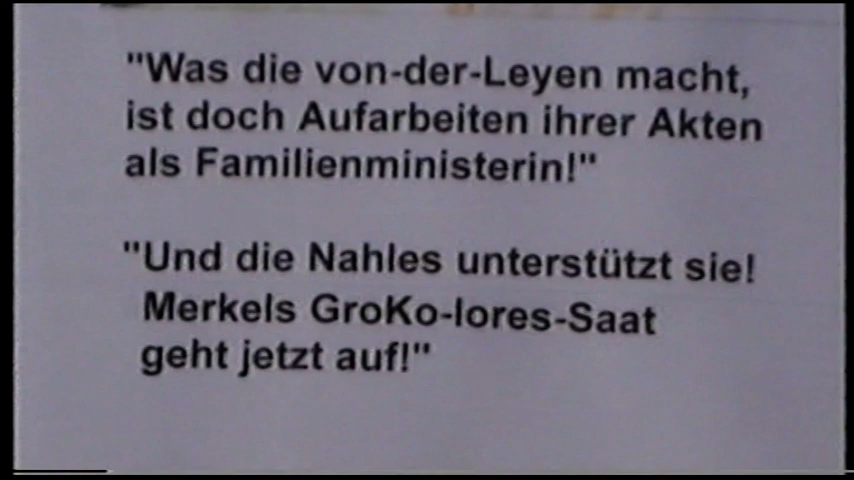 "Was die von-der-Leyen macht,
ist doch Aufarbeiten ihrer Akten
als Familienministerin!"
"Und die Nahles unterstützt sie!
Merkels GroKo-lores-Saat
geht jetzt auf!"